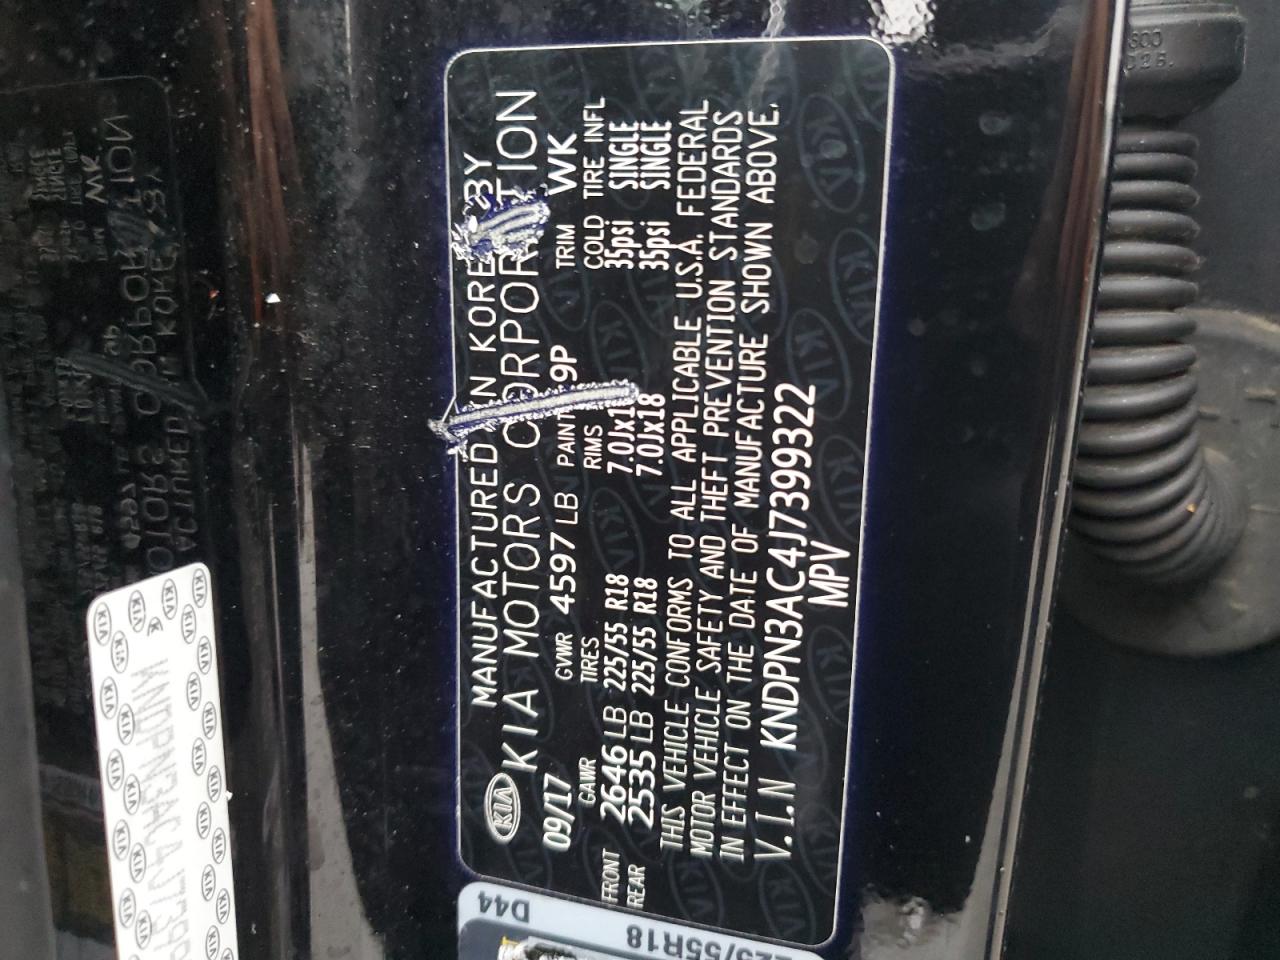 KIA
MANUFACTURED IN KOREA BY
KIA MOTORS CORPORATION
09/17 GVWR 4597 LB PAINT 9P TRIM WK
GAWR TIRES RIMS COLD TIRE INFL
FRONT 2646 LB 225/55 R18 7.0Jx18 35psi SINGLE
REAR 2535 LB 225/55 R18 7.0Jx18 35psi SINGLE
THIS VEHICLE CONFORMS TO ALL APPLICABLE U.S.A. FEDERAL
MOTOR VEHICLE SAFETY AND THEFT PREVENTION STANDARDS
IN EFFECT ON THE DATE OF MANUFACTURE SHOWN ABOVE.
V.I.N KNDPN3AC4J7399322
MPV
D44
225/55R18